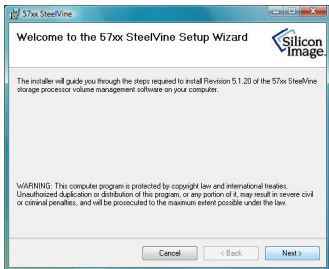 57xx SteelVine
Welcome to the 57xx SteelVine Setup Wizard
Silicon
Image.
The installer will guide you through the steps required to install Revision 5.1.20 of the 57xx SteelVine
storage processor volume management software on your computer.
WARNING: This computer program is protected by copyright law and international treaties.
Unauthorized duplication or distribution of this program, or any portion of it, may result in severe civil
or criminal penalties, and will be prosecuted to the maximum extent possible under the law.
Cancel
< Back
Next >